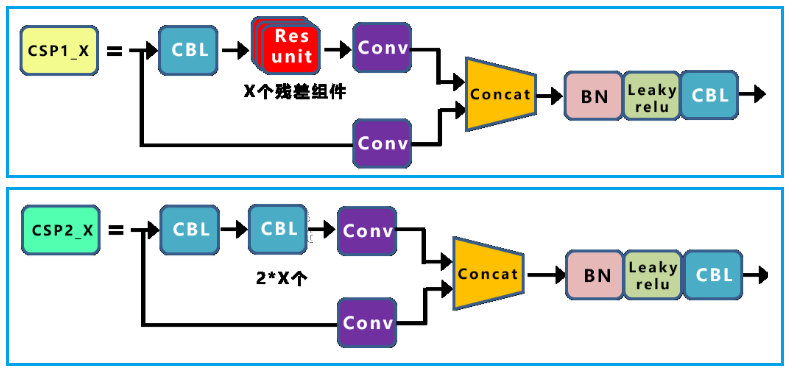 CSP1_X
=
CBL
Res
unit
X个残差组件
Conv
Conv
Concat
BN
Leaky
relu
CBL
CSP2_X
=
CBL
CBL
2*X个
Conv
Conv
Concat
BN
Leaky
relu
CBL